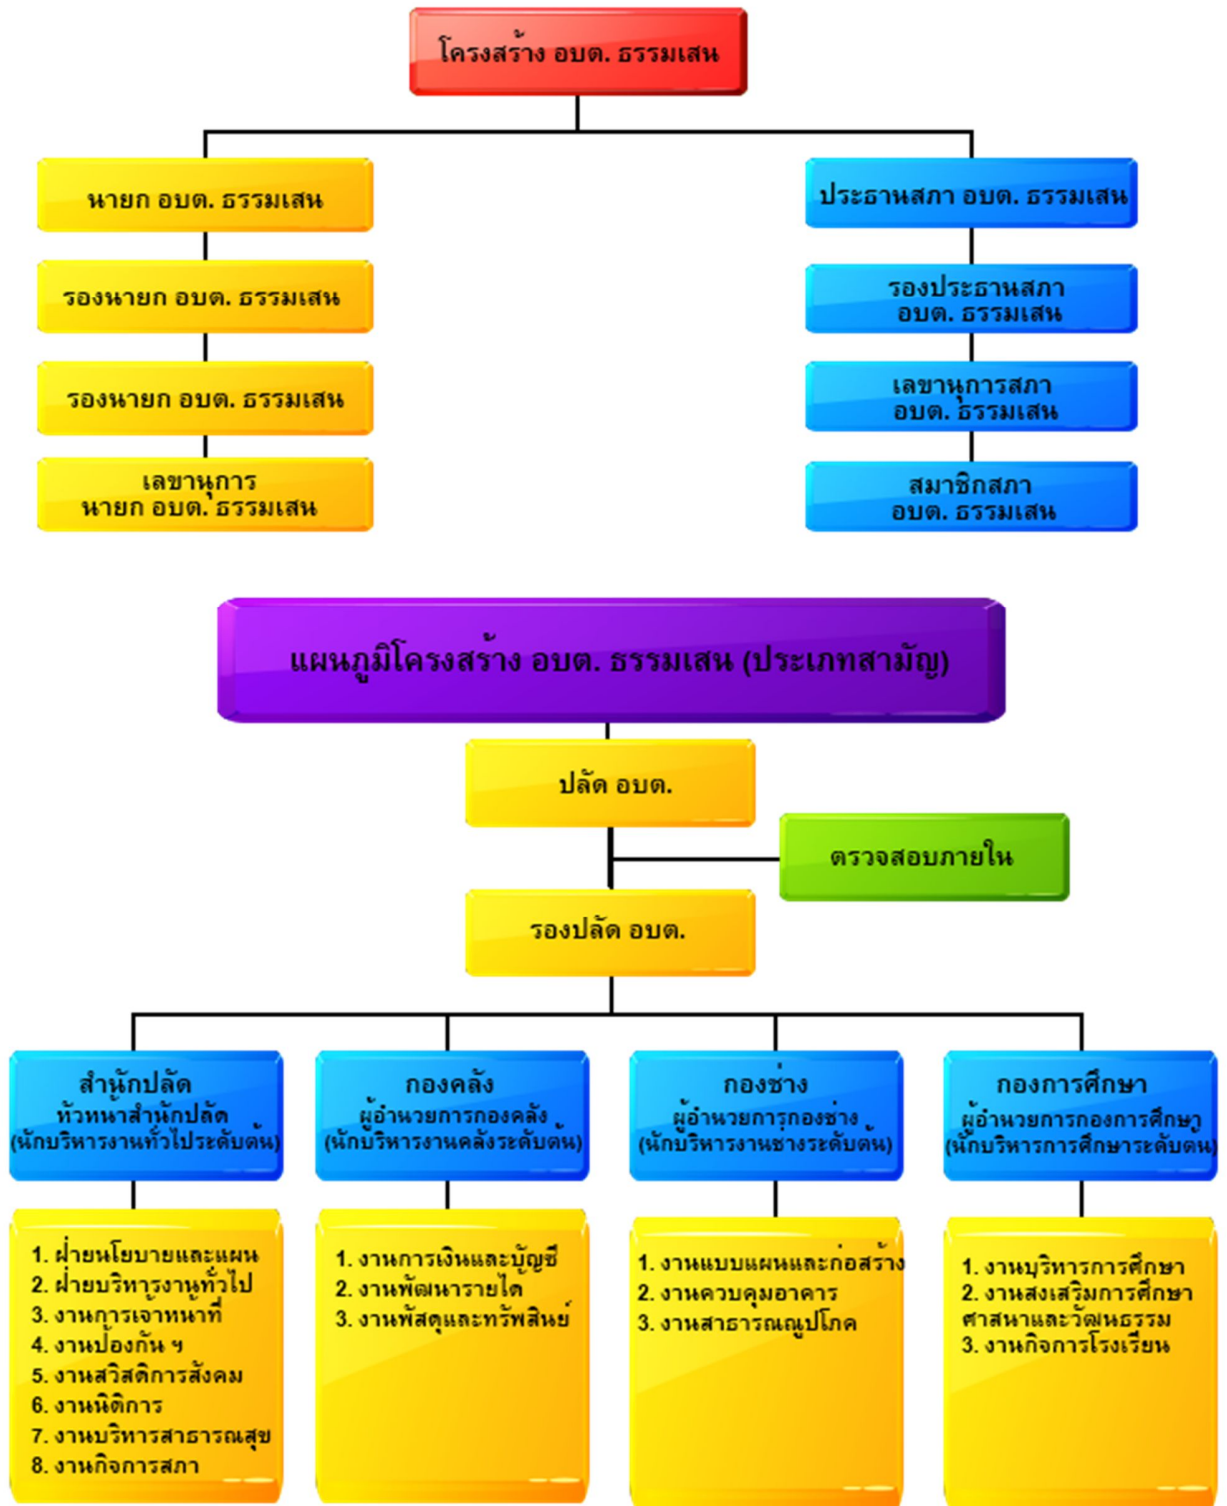 โครงสร้าง อบต. ธรรมเสน
นายก อบต. ธรรมเสน
รองนายก อบต. ธรรมเสน
รองนายก อบต. ธรรมเสน
เลขานุการ
นายก อบต. ธรรมเสน
ประธานสภา อบต. ธรรมเสน
รองประธานสภา
อบต. ธรรมเสน
เลขานุการสภา
อบต. ธรรมเสน
สมาชิกสภา
อบต. ธรรมเสน
แผนภูมิโครงสร้าง อบต. ธรรมเสน (ประเภทสามัญ)
ปลัด อบต.
ตรวจสอบภายใน
รองปลัด อบต.
สำนักปลัด
หัวหน้าสำนักปลัด
(นักบริหารงานทั่วไประดับต้น)
1. ฝ่ายนโยบายและแผน
2. ฝ่ายบริหารงานทั่วไป
3. งานการเจ้าหน้าที่
4. งานป้องกัน ฯ
5. งานสวัสดิการสังคม
6. งานนิติการ
7. งานบริหารสาธารณสุข
8. งานกิจการสภา
กองคลัง
ผู้อำนวยการกองคลัง
(นักบริหารงานคลังระดับต้น)
1. งานการเงินและบัญชี
2. งานพัฒนารายได้
3. งานพัสดุและทรัพสินย์
กองช่าง
ผู้อำนวยการกองช่าง
(นักบริหารงานช่างระดับต้น)
1. งานแบบแผนและก่อสร้าง
2. งานควบคุมอาคาร
3. งานสาธารณณูปโภค
กองการศึกษา
ผู้อำนวยการกองการศึกษา
(นักบริหารการศึกษาระดับต้น)
1. งานบริหารการศึกษา
2. งานส่งเสริมการศึกษา
ศาสนาและวัฒนธรรม
3. งานกิจการโรงเรียน